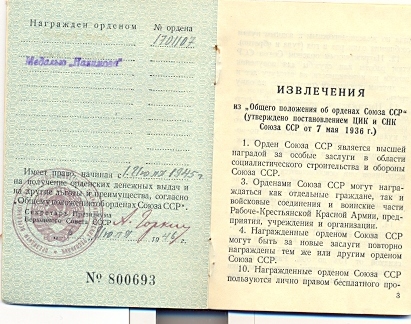 Награжден орденом
№ ордена
1701107
Медалью „Нахимова"
Имеет право, начиная с 1 Июля 1945 г.
на получение орденских денежных выдач и
на другие льготы и преимущества, согласно
„Общему положению об орденах Союза ССР"
Секретарь Президиума
Верховного Совета СССР А. Горкин
194
№ 800693
ИЗВЛЕЧЕНИЯ
из „Общего положения об орденах Союза ССР"
(утверждено постановлением ЦИК и СНК
Союза ССР от 7 мая 1936 г.)
1. Орден Союза ССР является высшей
наградой за особые заслуги в области
социалистического строительства и обороны
Союза ССР.
3. Орденами Союза ССР могут награ-
ждаться как отдельные граждане, так и
войсковые соединения и воинские части
Рабоче-Крестьянской Красной Армии, пред-
приятия, учреждения и организации.
4. Награжденные орденом Союза ССР
могут быть за новые заслуги повторно
награждены тем же или другим орденом
Союза ССР.
10. Награжденные орденом Союза ССР
пользуются лично правом бесплатного про-
3